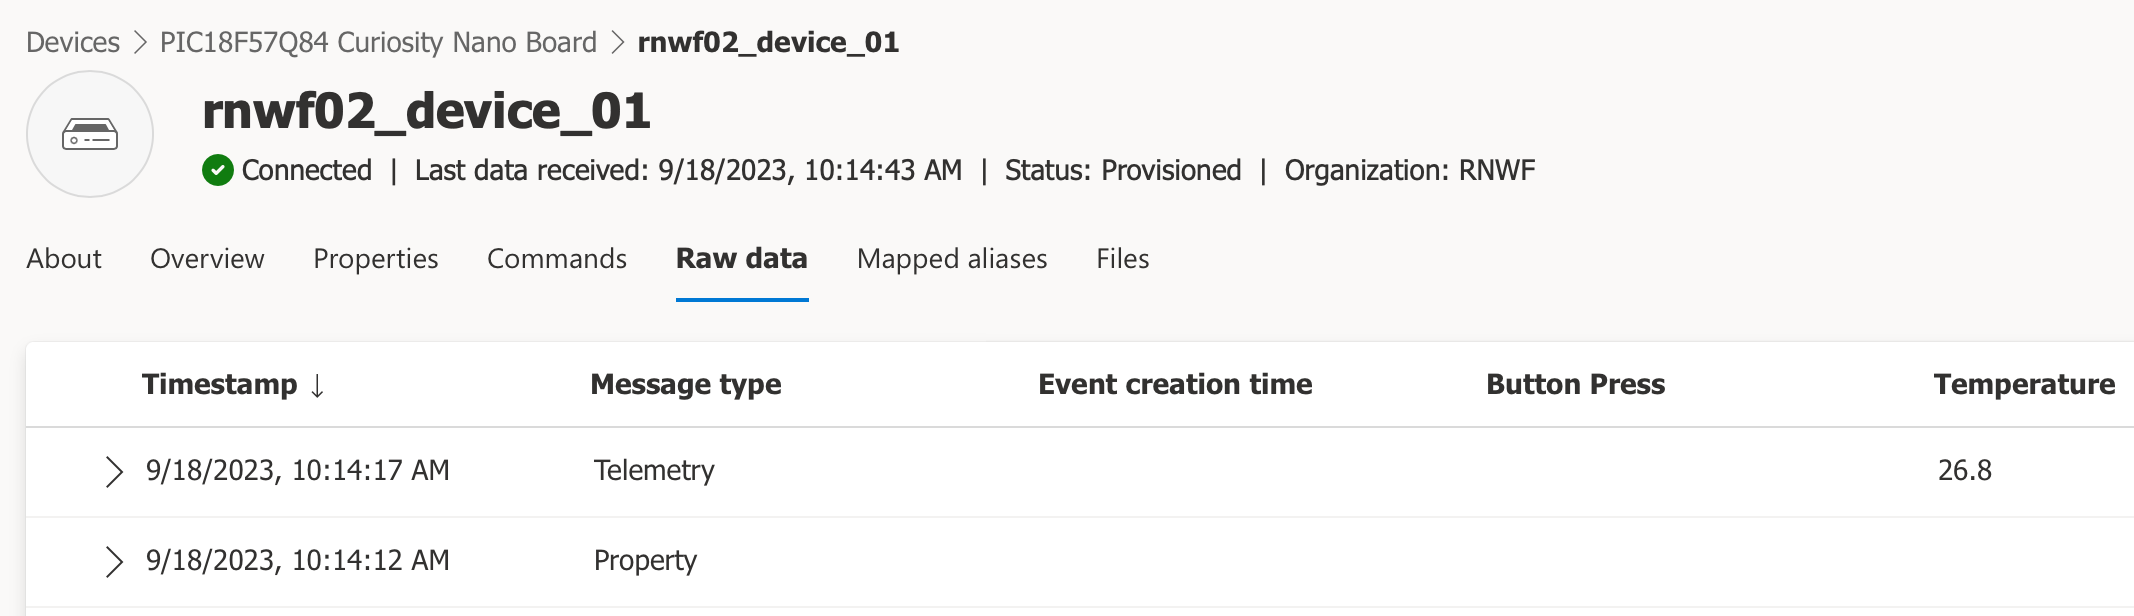 Devices > PIC18F57Q84 Curiosity Nano Board > rnwf02_device_01
rnwf02_device_01
Connected | Last data received: 9/18/2023, 10:14:43 AM | Status: Provisioned | Organization: RNWF
About Overview Properties Commands Raw data Mapped aliases Files
Timestamp ↓ Message type Event creation time Button Press Temperature
9/18/2023, 10:14:17 AM Telemetry 26.8
9/18/2023, 10:14:12 AM Property